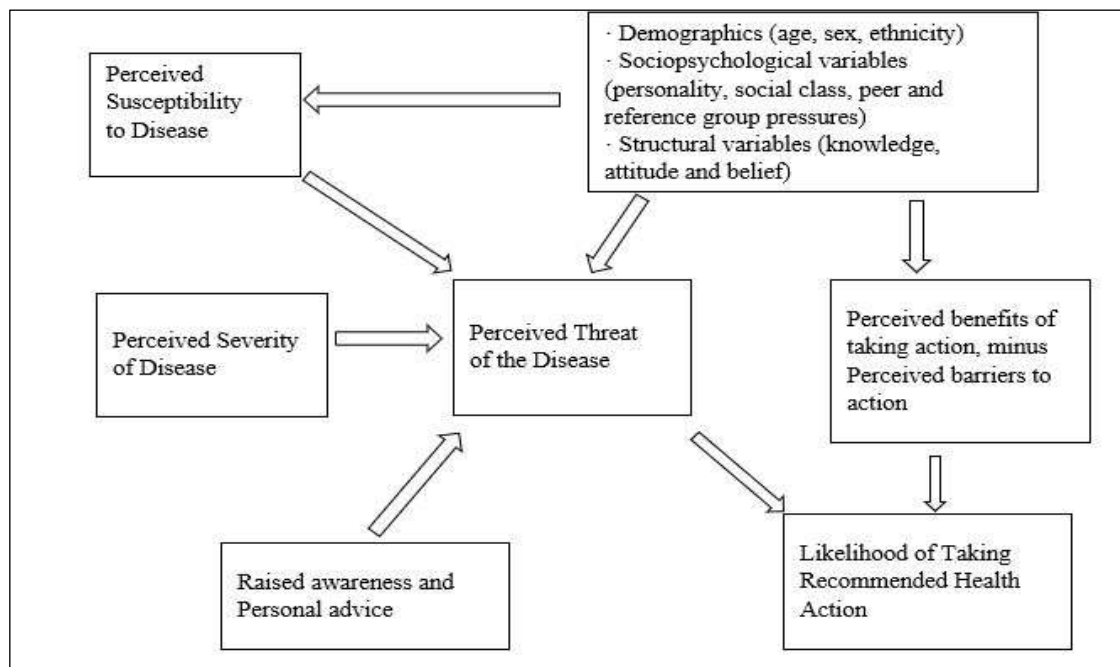 Perceived
Susceptibility
to Disease
· Demographics (age, sex, ethnicity)
· Sociopsychological variables
(personality, social class, peer and
reference group pressures)
· Structural variables (knowledge,
attitude and belief)
Perceived Severity
of Disease
Perceived Threat
of the Disease
Perceived benefits of
taking action, minus
Perceived barriers to
action
Raised awareness and
Personal advice
Likelihood of Taking
Recommended Health
Action